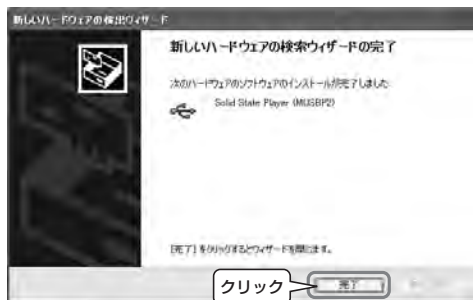 新しいハードウェアの検出ウィザード
新しいハードウェアの検索ウィザードの完了
次のハードウェアのソフトウェアのインストールが完了しました:
Solid State Player (MUSBP2)
[完了] をクリックするとウィザードを閉じます。
クリック
完了